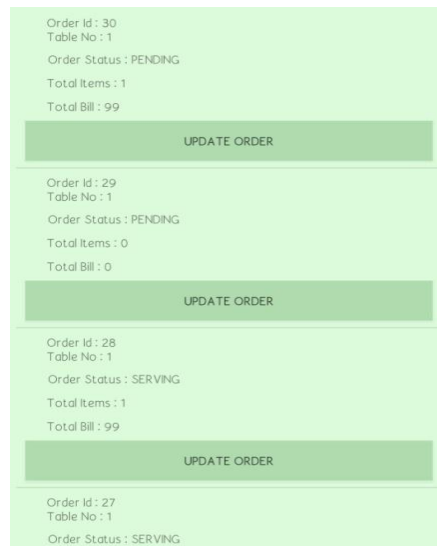 Order Id : 30
Table No : 1
Order Status : PENDING
Total Items : 1
Total Bill : 99
UPDATE ORDER
Order Id : 29
Table No : 1
Order Status : PENDING
Total Items : 0
Total Bill : 0
UPDATE ORDER
Order Id : 28
Table No : 1
Order Status : SERVING
Total Items : 1
Total Bill : 99
UPDATE ORDER
Order Id : 27
Table No : 1
Order Status : SERVING